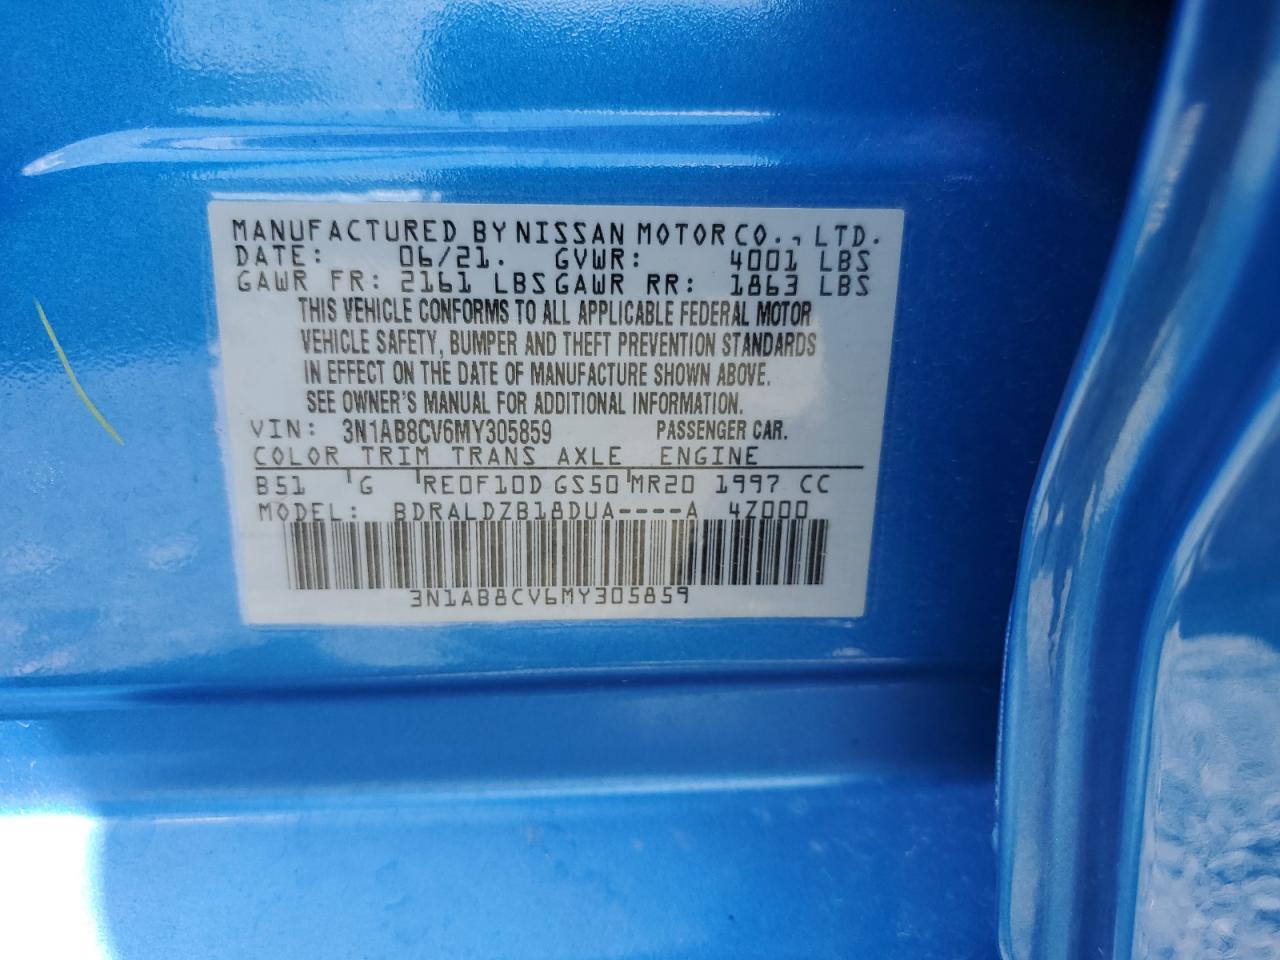 MANUFACTURED BY NISSAN MOTOR CO., LTD.
DATE: 06/21. GVWR: 4001 LBS
GAWR FR: 2161 LBS GAWR RR: 1863 LBS
THIS VEHICLE CONFORMS TO ALL APPLICABLE FEDERAL MOTOR
VEHICLE SAFETY, BUMPER AND THEFT PREVENTION STANDARDS
IN EFFECT ON THE DATE OF MANUFACTURE SHOWN ABOVE.
SEE OWNER'S MANUAL FOR ADDITIONAL INFORMATION.
VIN: 3N1AB8CV6MY305859 PASSENGER CAR.
COLOR TRIM TRANS AXLE ENGINE
B51 G RE0F10D GS50 MR20 1997 CC
MODEL: BDRALDZB18DUA----A 4Z000
3N1AB8CV6MY305859